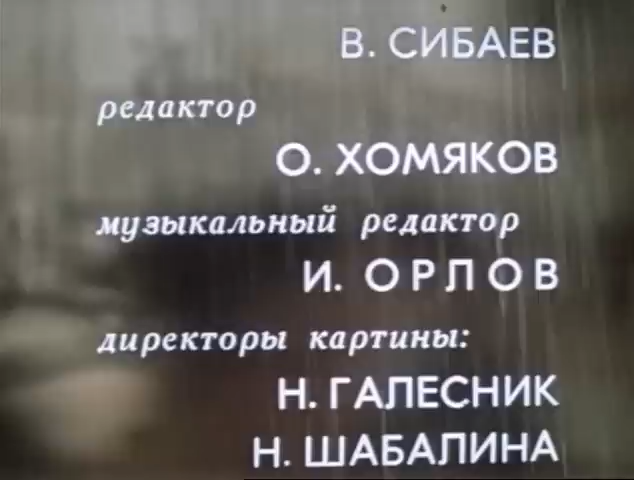 В. СИБАЕВ
редактор
О. ХОМЯКОВ
музыкальный редактор
И. ОРЛОВ
директоры картины:
Н. ГАЛЕСНИК
Н. ШАБАЛИНА